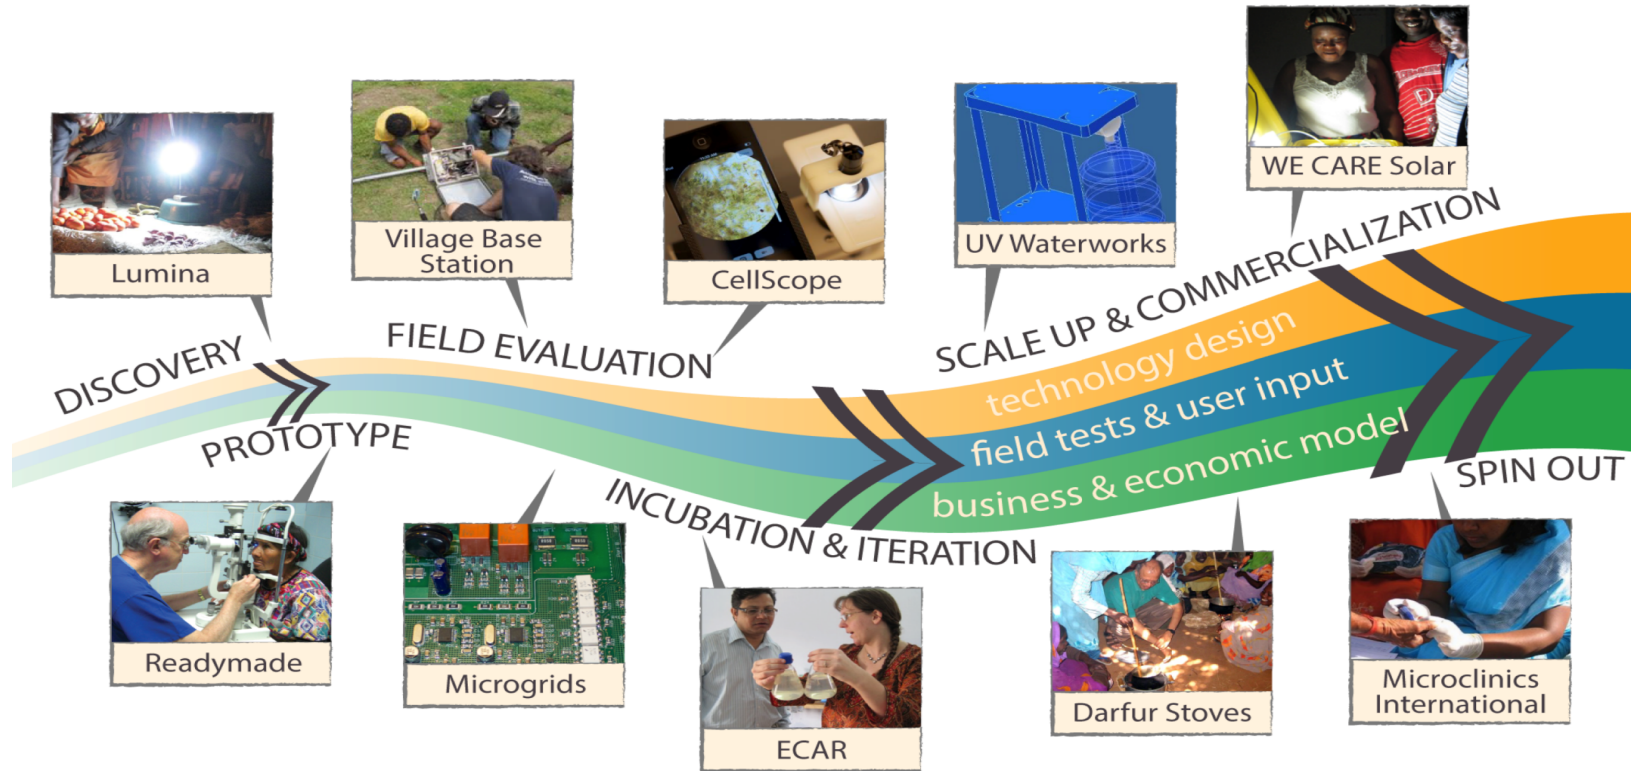 WE CARE Solar
Village Base
Station
UV Waterworks
Lumina
CellScope
DISCOVERY
FIELD EVALUATION
SCALE UP & COMMERCIALIZATION
PROTOTYPE
technology design
field tests & user input
business & economic model
INCUBATION & ITERATION
SPIN OUT
Readymade
Microgrids
ECAR
Darfur Stoves
Microclinics
International